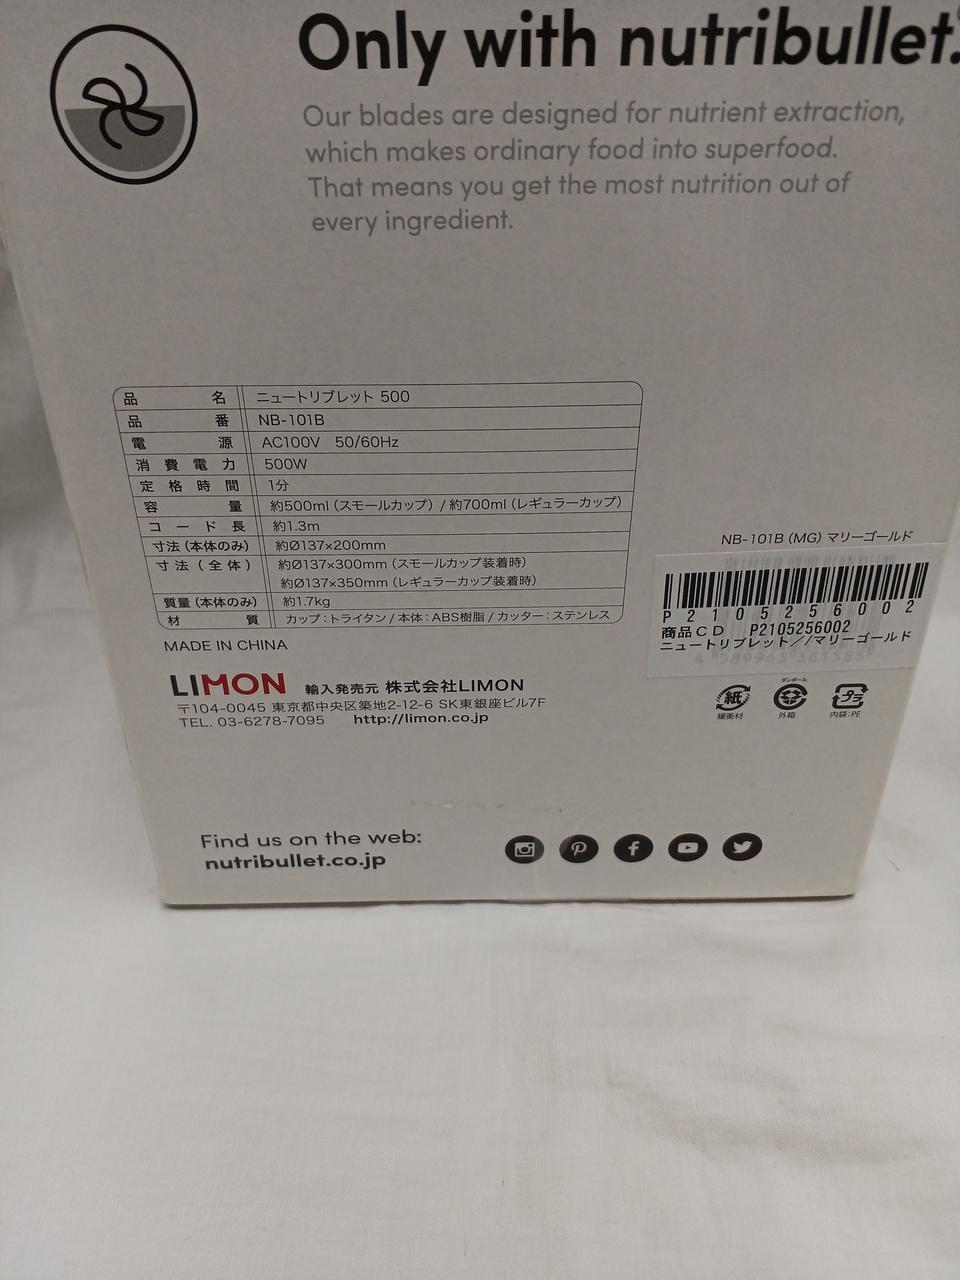 Only with nutribullet.
Our blades are designed for nutrient extraction,
which makes ordinary food into superfood.
That means you get the most nutrition out of
every ingredient.
品名 ニュートリブレット 500
品番 NB-101B
電源 AC100V 50/60Hz
消費電力 500W
定格時間 1分
容量 約500ml（スモールカップ）/ 約700ml（レギュラーカップ）
コード長 約1.3m
寸法（本体のみ） 約Ø137×200mm
寸法（全体） 約Ø137×300mm（スモールカップ装着時）
約Ø137×350mm（レギュラーカップ装着時）
質量（本体のみ） 約1.7kg
材質 カップ：トライタン / 本体：ABS樹脂 / カッター：ステンレス
MADE IN CHINA
LIMON 輸入発売元 株式会社LIMON
〒104-0045 東京都中央区築地2-12-6 SK東銀座ビル7F
TEL. 03-6278-7095 http://limon.co.jp
NB-101B（MG）マリーゴールド
P2105256002
商品CD P2105256002
ニュートリブレット／/マリーゴールド
4 589963 381585
紙
緩衝材
ダンボール
外箱
プラ
内袋：PE
Find us on the web:
nutribullet.co.jp